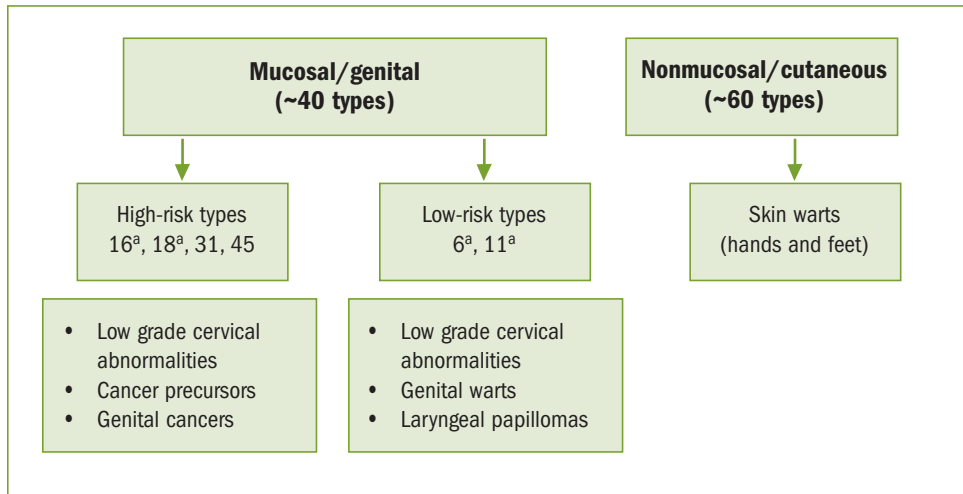 Mucosal/genital
(~40 types)
Nonmucosal/cutaneous
(~60 types)
High-risk types
16ᵃ, 18ᵃ, 31, 45
Low-risk types
6ᵃ, 11ᵃ
Skin warts
(hands and feet)
• Low grade cervical
abnormalities
• Cancer precursors
• Genital cancers
• Low grade cervical
abnormalities
• Genital warts
• Laryngeal papillomas